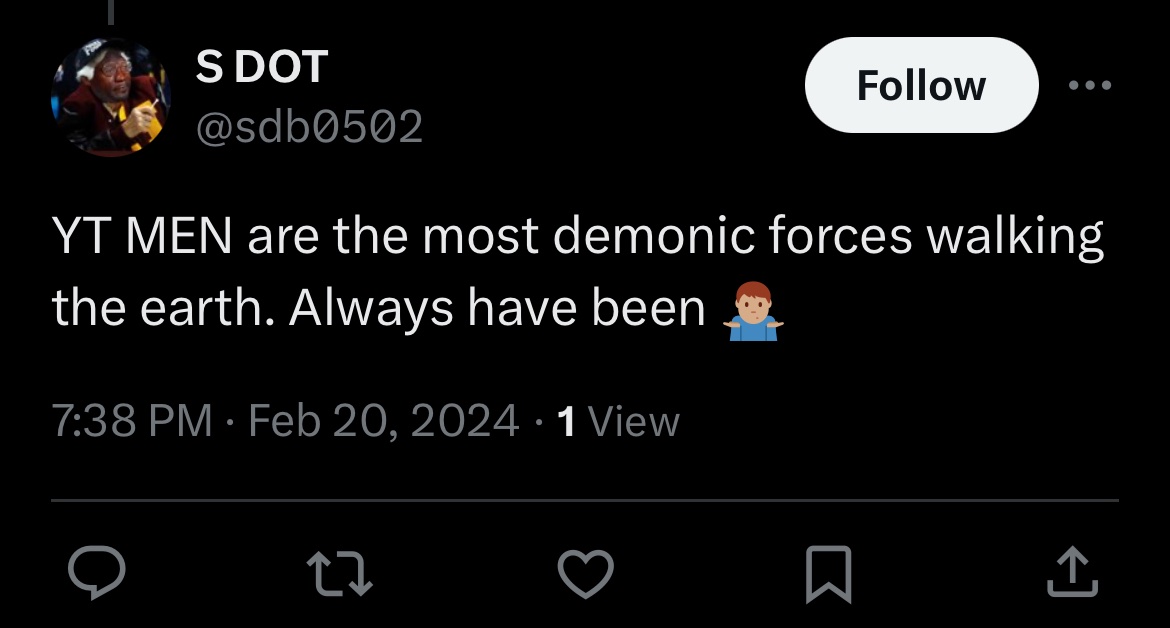 S DOT
Follow
@sdb0502
YT MEN are the most demonic forces walking
the earth. Always have been 🤷🏼‍♂️
7:38 PM · Feb 20, 2024 · 1 View